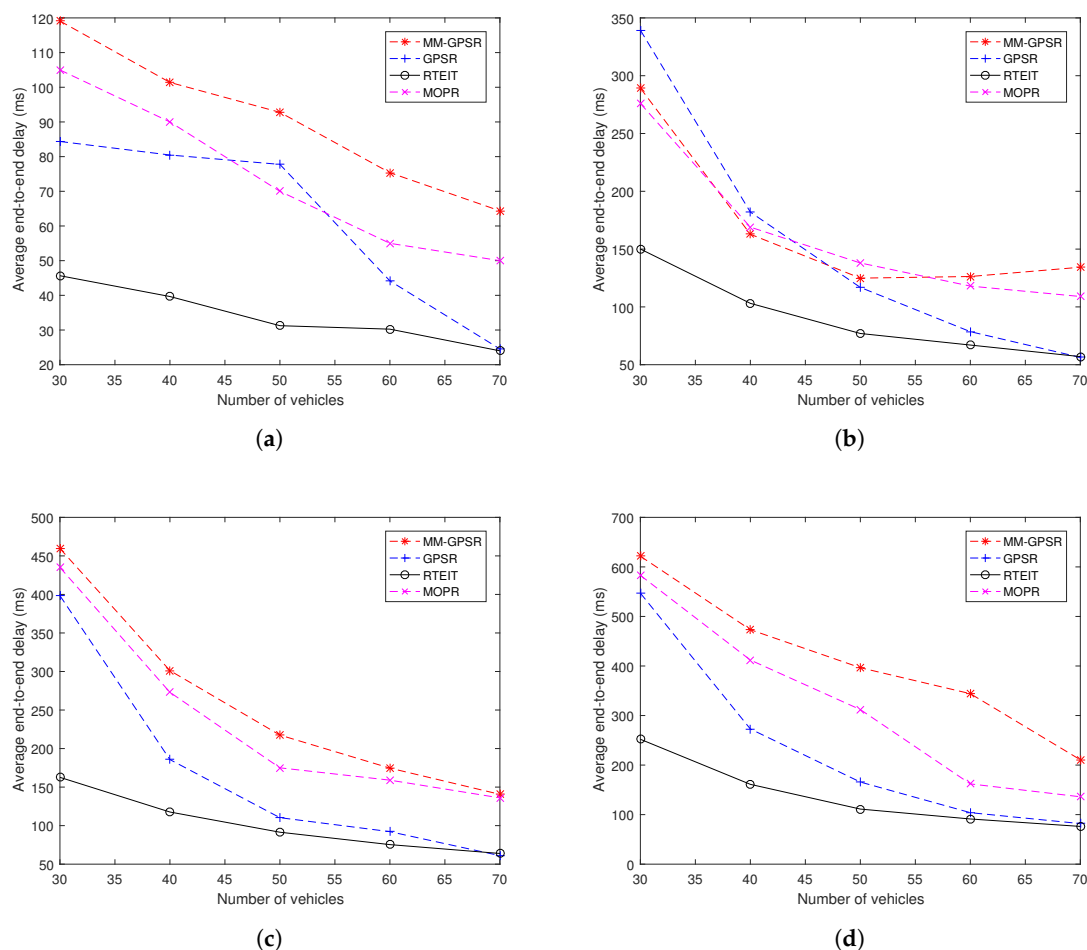 120
110
100
90
80
70
60
50
40
30
20
Average end-to-end delay (ms)
30 35 40 45 50 55 60 65 70
Number of vehicles
MM-GPSR
GPSR
RTEIT
MOPR
(a)
350
300
250
200
150
100
50
Average end-to-end delay (ms)
30 35 40 45 50 55 60 65 70
Number of vehicles
MM-GPSR
GPSR
RTEIT
MOPR
(b)
500
450
400
350
300
250
200
150
100
50
Average end-to-end delay (ms)
30 35 40 45 50 55 60 65 70
Number of vehicles
MM-GPSR
GPSR
RTEIT
MOPR
(c)
700
600
500
400
300
200
100
0
Average end-to-end delay (ms)
30 35 40 45 50 55 60 65 70
Number of vehicles
MM-GPSR
GPSR
RTEIT
MOPR
(d)